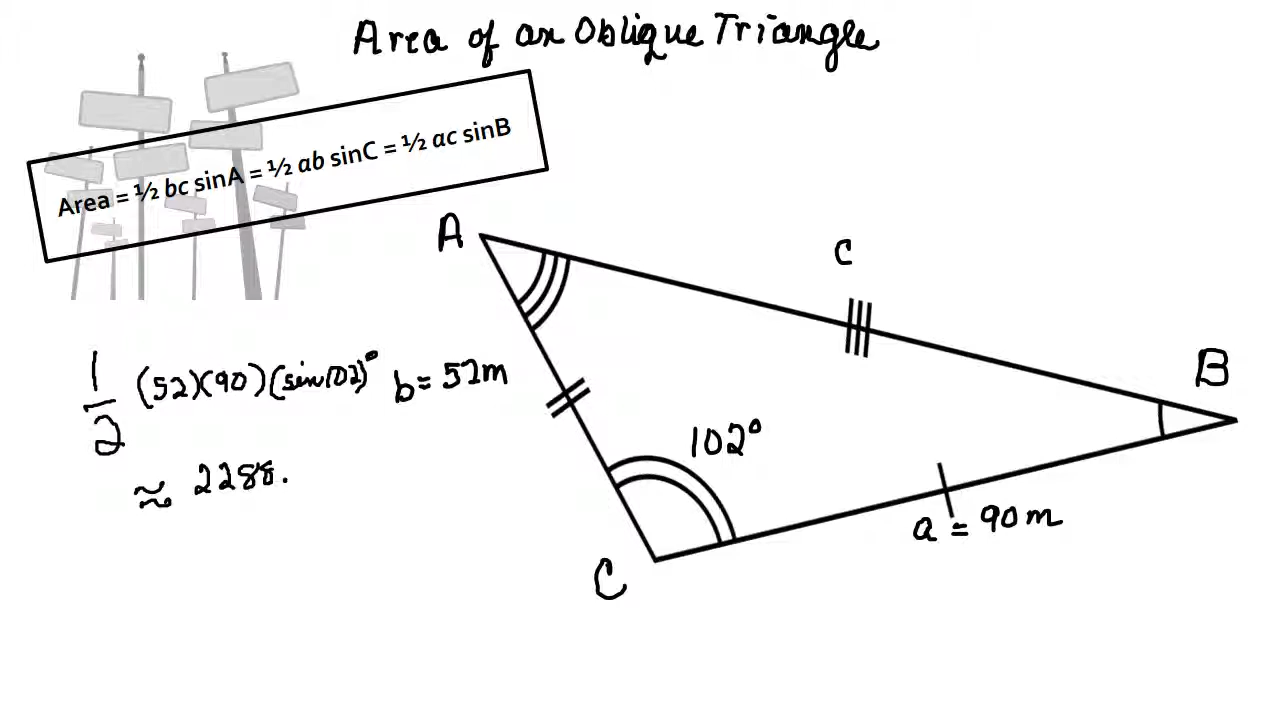 Area of an Oblique Triangle
Area = ½ bc sinA = ½ ab sinC = ½ ac sinB
A
c
B
1/2 (52)(90)(sin102)° b = 52m
102°
≈ 2288.
a = 90m
C